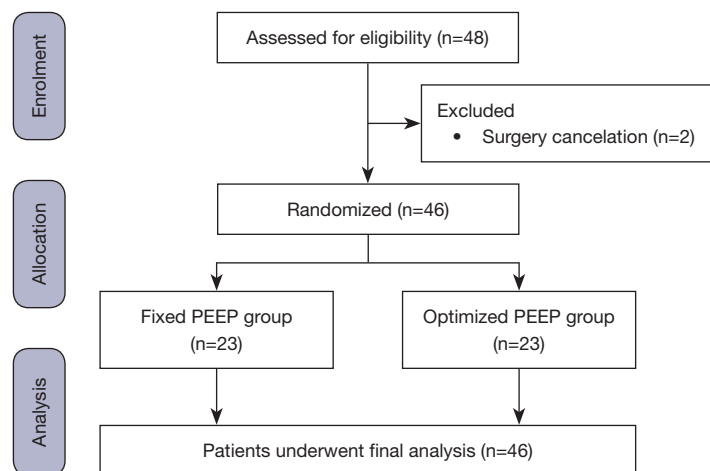 Enrolment
Assessed for eligibility (n=48)
Excluded
• Surgery cancelation (n=2)
Allocation
Randomized (n=46)
Fixed PEEP group
(n=23)
Optimized PEEP group
(n=23)
Analysis
Patients underwent final analysis (n=46)